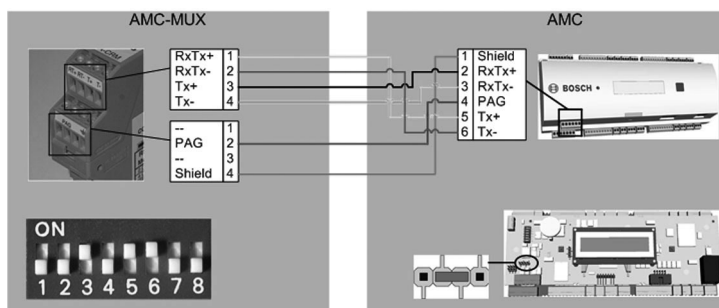 AMC-MUX
AMC
RxTx+ 1
RxTx- 2
Tx+ 3
Tx- 4
-- 1
PAG 2
-- 3
Shield 4
1 Shield
2 RxTx+
3 RxTx-
4 PAG
5 Tx+
6 Tx-
BOSCH
ON
1 2 3 4 5 6 7 8